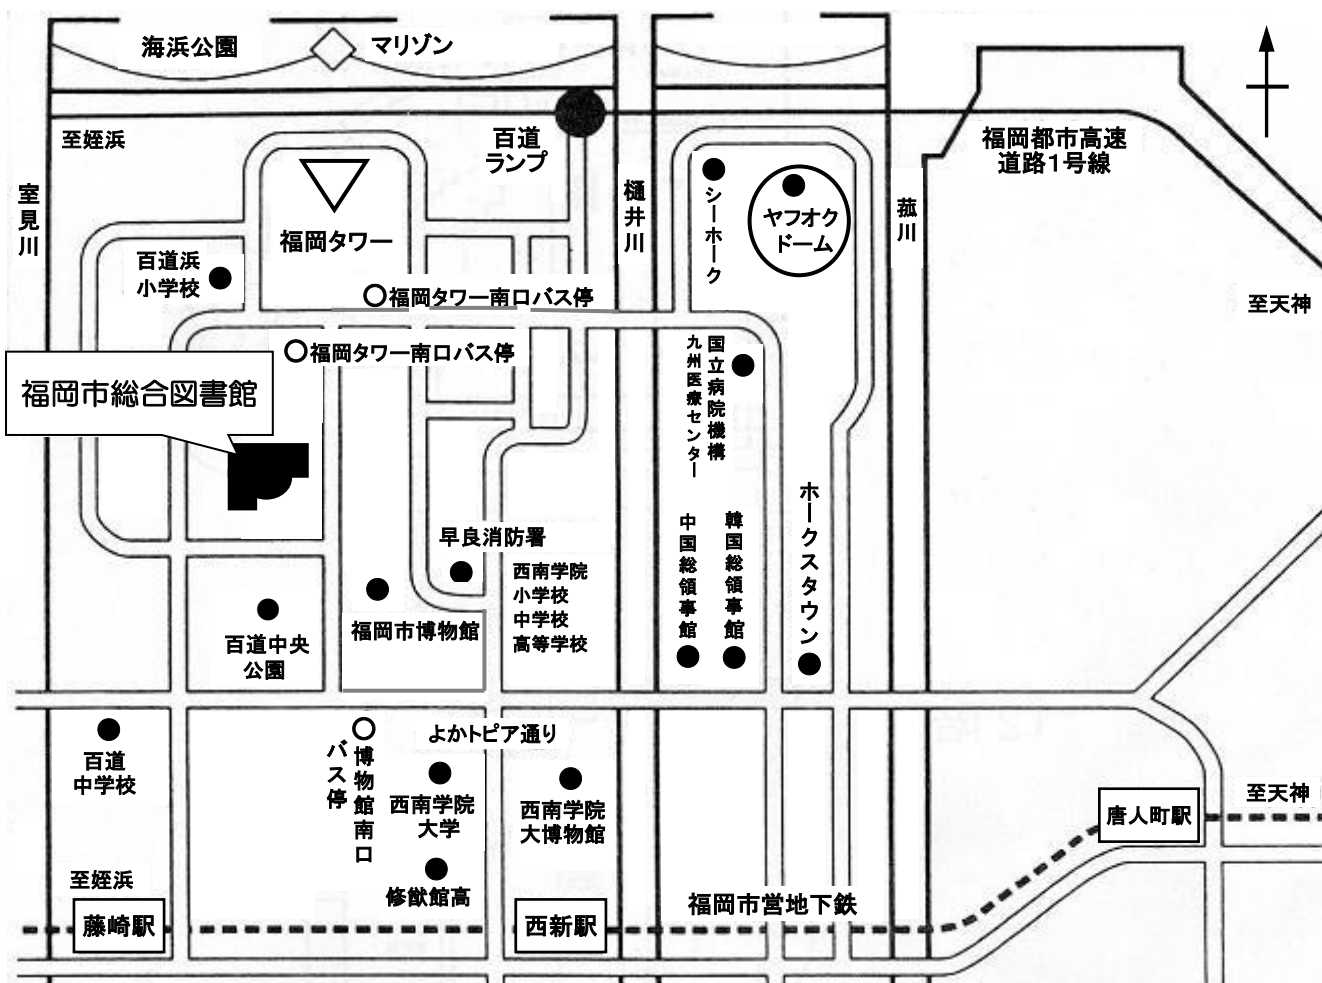 海浜公園
マリゾン
至姪浜
百道
ランプ
福岡都市高速
道路1号線
室見川
樋井川
菰川
シーホーク
ヤフオク
ドーム
福岡タワー
百道浜
小学校
福岡タワー南口バス停
至天神
福岡タワー南口バス停
国立病院機構
九州医療センター
福岡市総合図書館
ホークスタウン
早良消防署
中国総領事館
韓国総領事館
西南学院
小学校
中学校
高等学校
福岡市博物館
百道中央
公園
よかトピア通り
博物館南口
バス停
百道
中学校
西南学院
大学
西南学院
大博物館
至天神
唐人町駅
至姪浜
修猷館高
福岡市営地下鉄
藤崎駅
西新駅